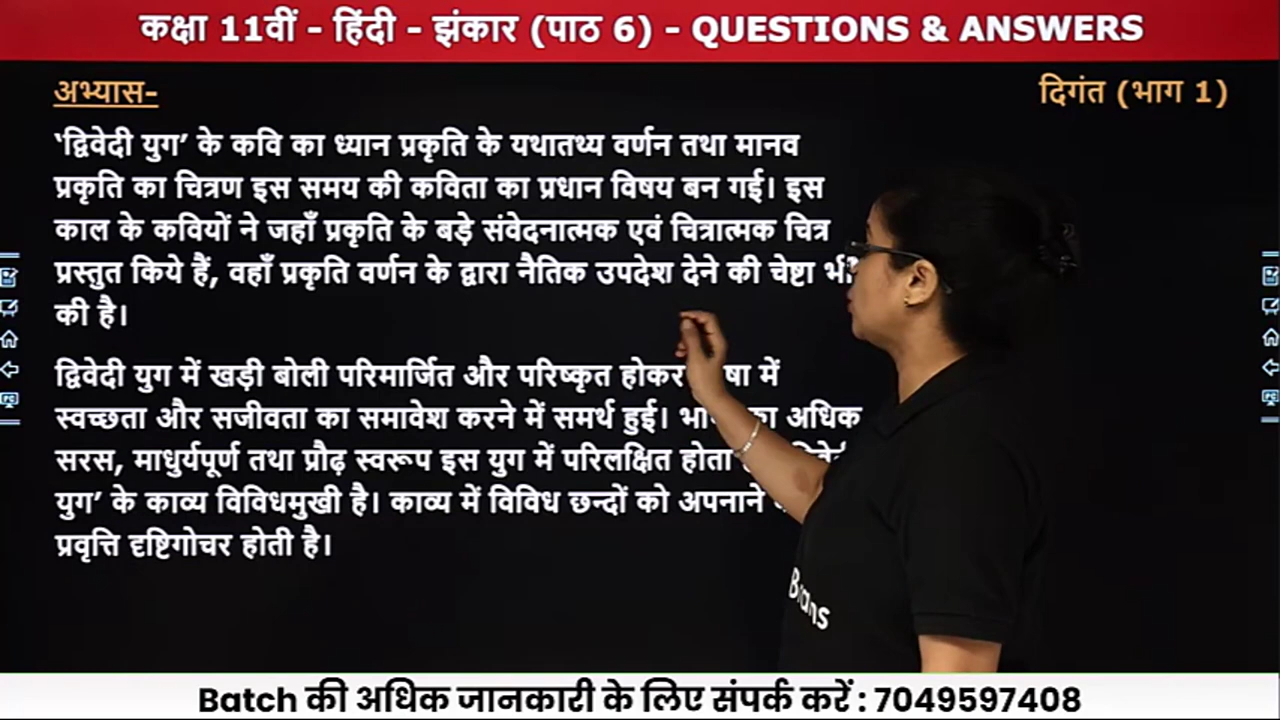 कक्षा 11वीं - हिंदी - झंकार (पाठ 6) - QUESTIONS & ANSWERS
अभ्यास-
दिगंत (भाग 1)
‘द्विवेदी युग’ के कवि का ध्यान प्रकृति के यथातथ्य वर्णन तथा मानव
प्रकृति का चित्रण इस समय की कविता का प्रधान विषय बन गई। इस
काल के कवियों ने जहाँ प्रकृति के बड़े संवेदनात्मक एवं चित्रात्मक चित्र
प्रस्तुत किये हैं, वहाँ प्रकृति वर्णन के द्वारा नैतिक उपदेश देने की चेष्टा भी
की है।
द्विवेदी युग में खड़ी बोली परिमार्जित और परिष्कृत होकर में
स्वच्छता और सजीवता का समावेश करने में समर्थ हुई। का अधिक
सरस, माधुर्यपूर्ण तथा प्रौढ़ स्वरूप इस युग में परिलक्षित होता
युग’ के काव्य विविधमुखी है। काव्य में विविध छन्दों को अपनाने
प्रवृत्ति दृष्टिगोचर होती है।
Batch की अधिक जानकारी के लिए संपर्क करें : 7049597408